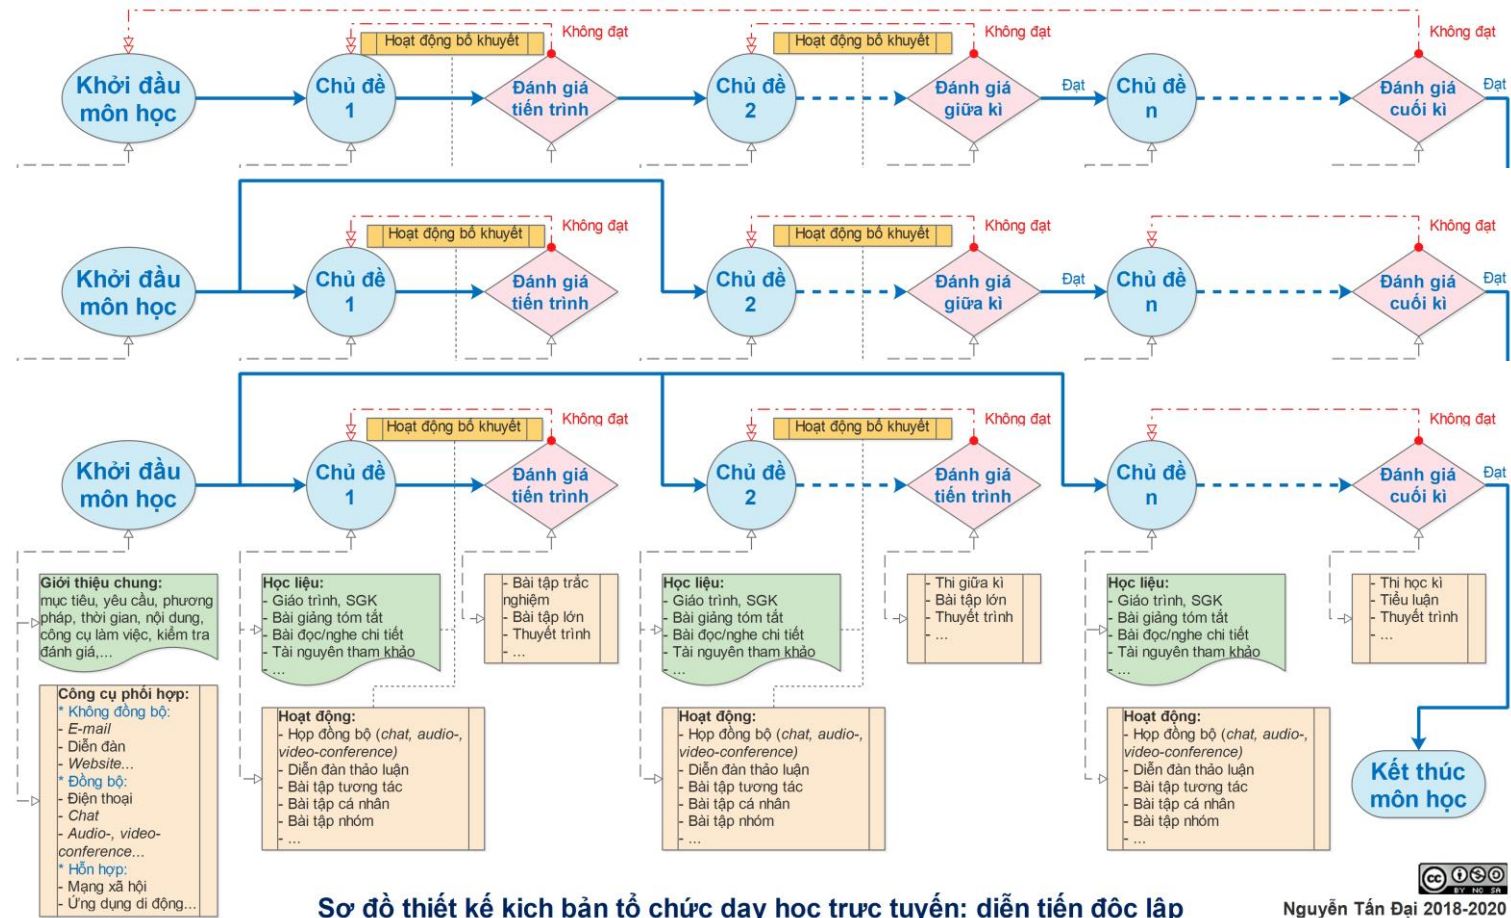 Không đạt
Không đạt
Không đạt
Hoạt động bổ khuyết
Hoạt động bổ khuyết
Khởi đầu
môn học
Chủ đề
1
Đánh giá
tiến trình
Chủ đề
2
Đánh giá
giữa kì
Đạt
Chủ đề
n
Đánh giá
cuối kì
Đạt
Không đạt
Không đạt
Không đạt
Hoạt động bổ khuyết
Hoạt động bổ khuyết
Khởi đầu
môn học
Chủ đề
1
Đánh giá
tiến trình
Chủ đề
2
Đánh giá
giữa kì
Đạt
Chủ đề
n
Đánh giá
cuối kì
Đạt
Không đạt
Không đạt
Không đạt
Hoạt động bổ khuyết
Hoạt động bổ khuyết
Khởi đầu
môn học
Chủ đề
1
Đánh giá
tiến trình
Chủ đề
2
Đánh giá
tiến trình
Chủ đề
n
Đánh giá
cuối kì
Đạt
Giới thiệu chung:
mục tiêu, yêu cầu, phương
pháp, thời gian, nội dung,
công cụ làm việc, kiểm tra
đánh giá,...
Học liệu:
- Giáo trình, SGK
- Bài giảng tóm tắt
- Bài đọc/nghe chi tiết
- Tài nguyên tham khảo
- ...
- Bài tập trắc
nghiệm
- Bài tập lớn
- Thuyết trình
- ...
Học liệu:
- Giáo trình, SGK
- Bài giảng tóm tắt
- Bài đọc/nghe chi tiết
- Tài nguyên tham khảo
- ...
- Thi giữa kì
- Bài tập lớn
- Thuyết trình
- ...
Học liệu:
- Giáo trình, SGK
- Bài giảng tóm tắt
- Bài đọc/nghe chi tiết
- Tài nguyên tham khảo
- ...
- Thi học kì
- Tiểu luận
- Thuyết trình
- ...
Công cụ phối hợp:
* Không đồng bộ:
- E-mail
- Diễn đàn
- Website...
* Đồng bộ:
- Điện thoại
- Chat
- Audio-, video-
conference...
* Hỗn hợp:
- Mạng xã hội
- Ứng dụng di động...
Hoạt động:
- Họp đồng bộ (chat, audio-,
video-conference)
- Diễn đàn thảo luận
- Bài tập tương tác
- Bài tập cá nhân
- Bài tập nhóm
- ...
Hoạt động:
- Họp đồng bộ (chat, audio-,
video-conference)
- Diễn đàn thảo luận
- Bài tập tương tác
- Bài tập cá nhân
- Bài tập nhóm
- ...
Hoạt động:
- Họp đồng bộ (chat, audio-,
video-conference)
- Diễn đàn thảo luận
- Bài tập tương tác
- Bài tập cá nhân
- Bài tập nhóm
- ...
Kết thúc
môn học
cc
BY NC SA
Sơ đồ thiết kế kịch bản tổ chức dạy học trực tuyến: diễn tiến độc lập
Nguyễn Tấn Đại 2018-2020